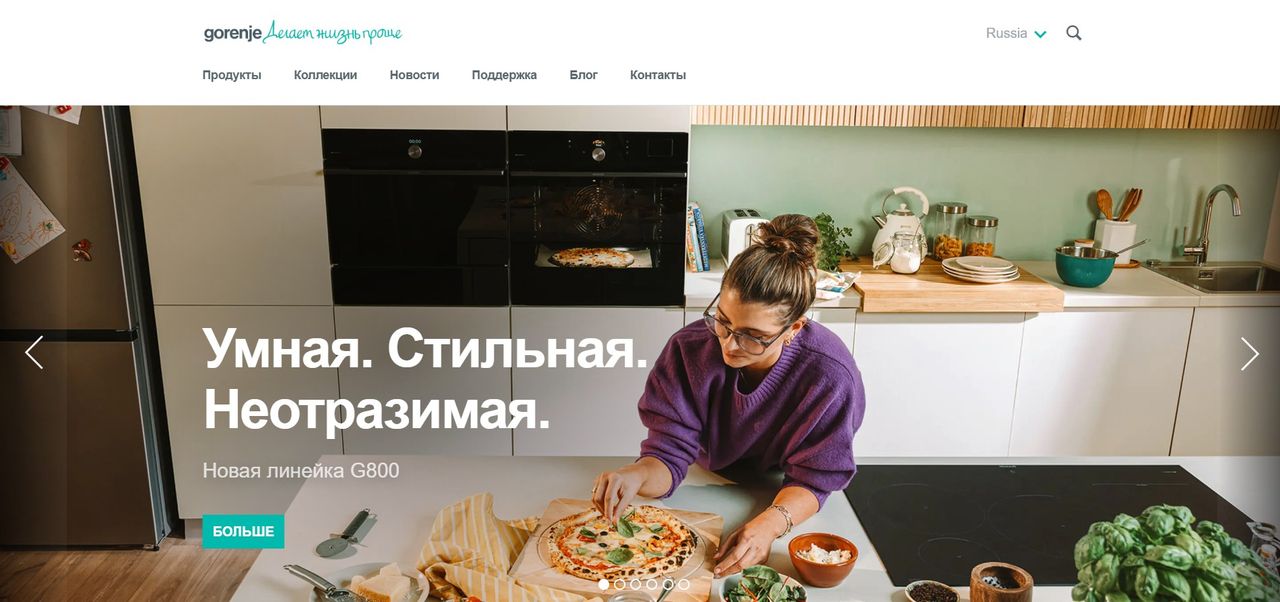 gorenje Делает жизнь проще
Russia
Продукты Коллекции Новости Поддержка Блог Контакты
Умная. Стильная.
Неотразимая.
Новая линейка G800
БОЛЬШЕ